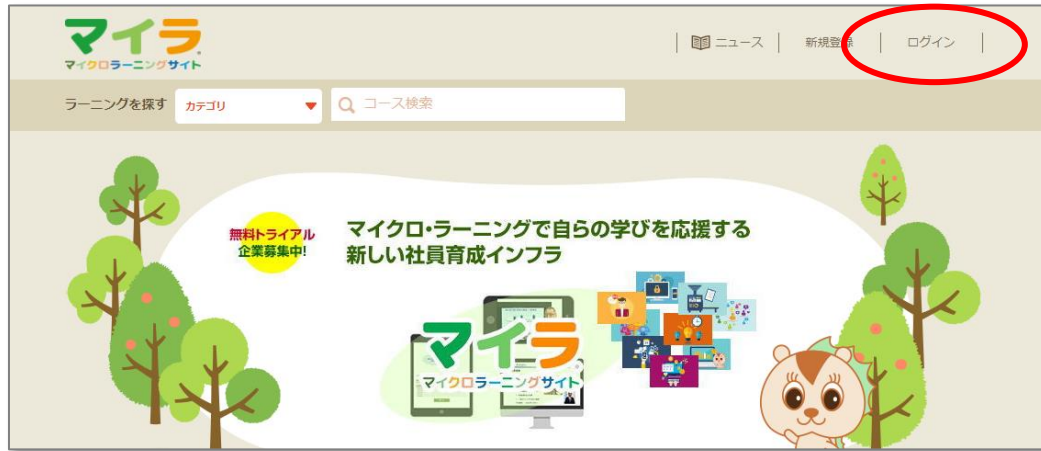 マイラ
マイクロラーニングサイト
ニュース
新規登録
ログイン
ラーニングを探す
カテゴリ
コース検索
無料トライアル
企業募集中!
マイクロ・ラーニングで自らの学びを応援する
新しい社員育成インフラ
マイラ
マイクロラーニングサイト